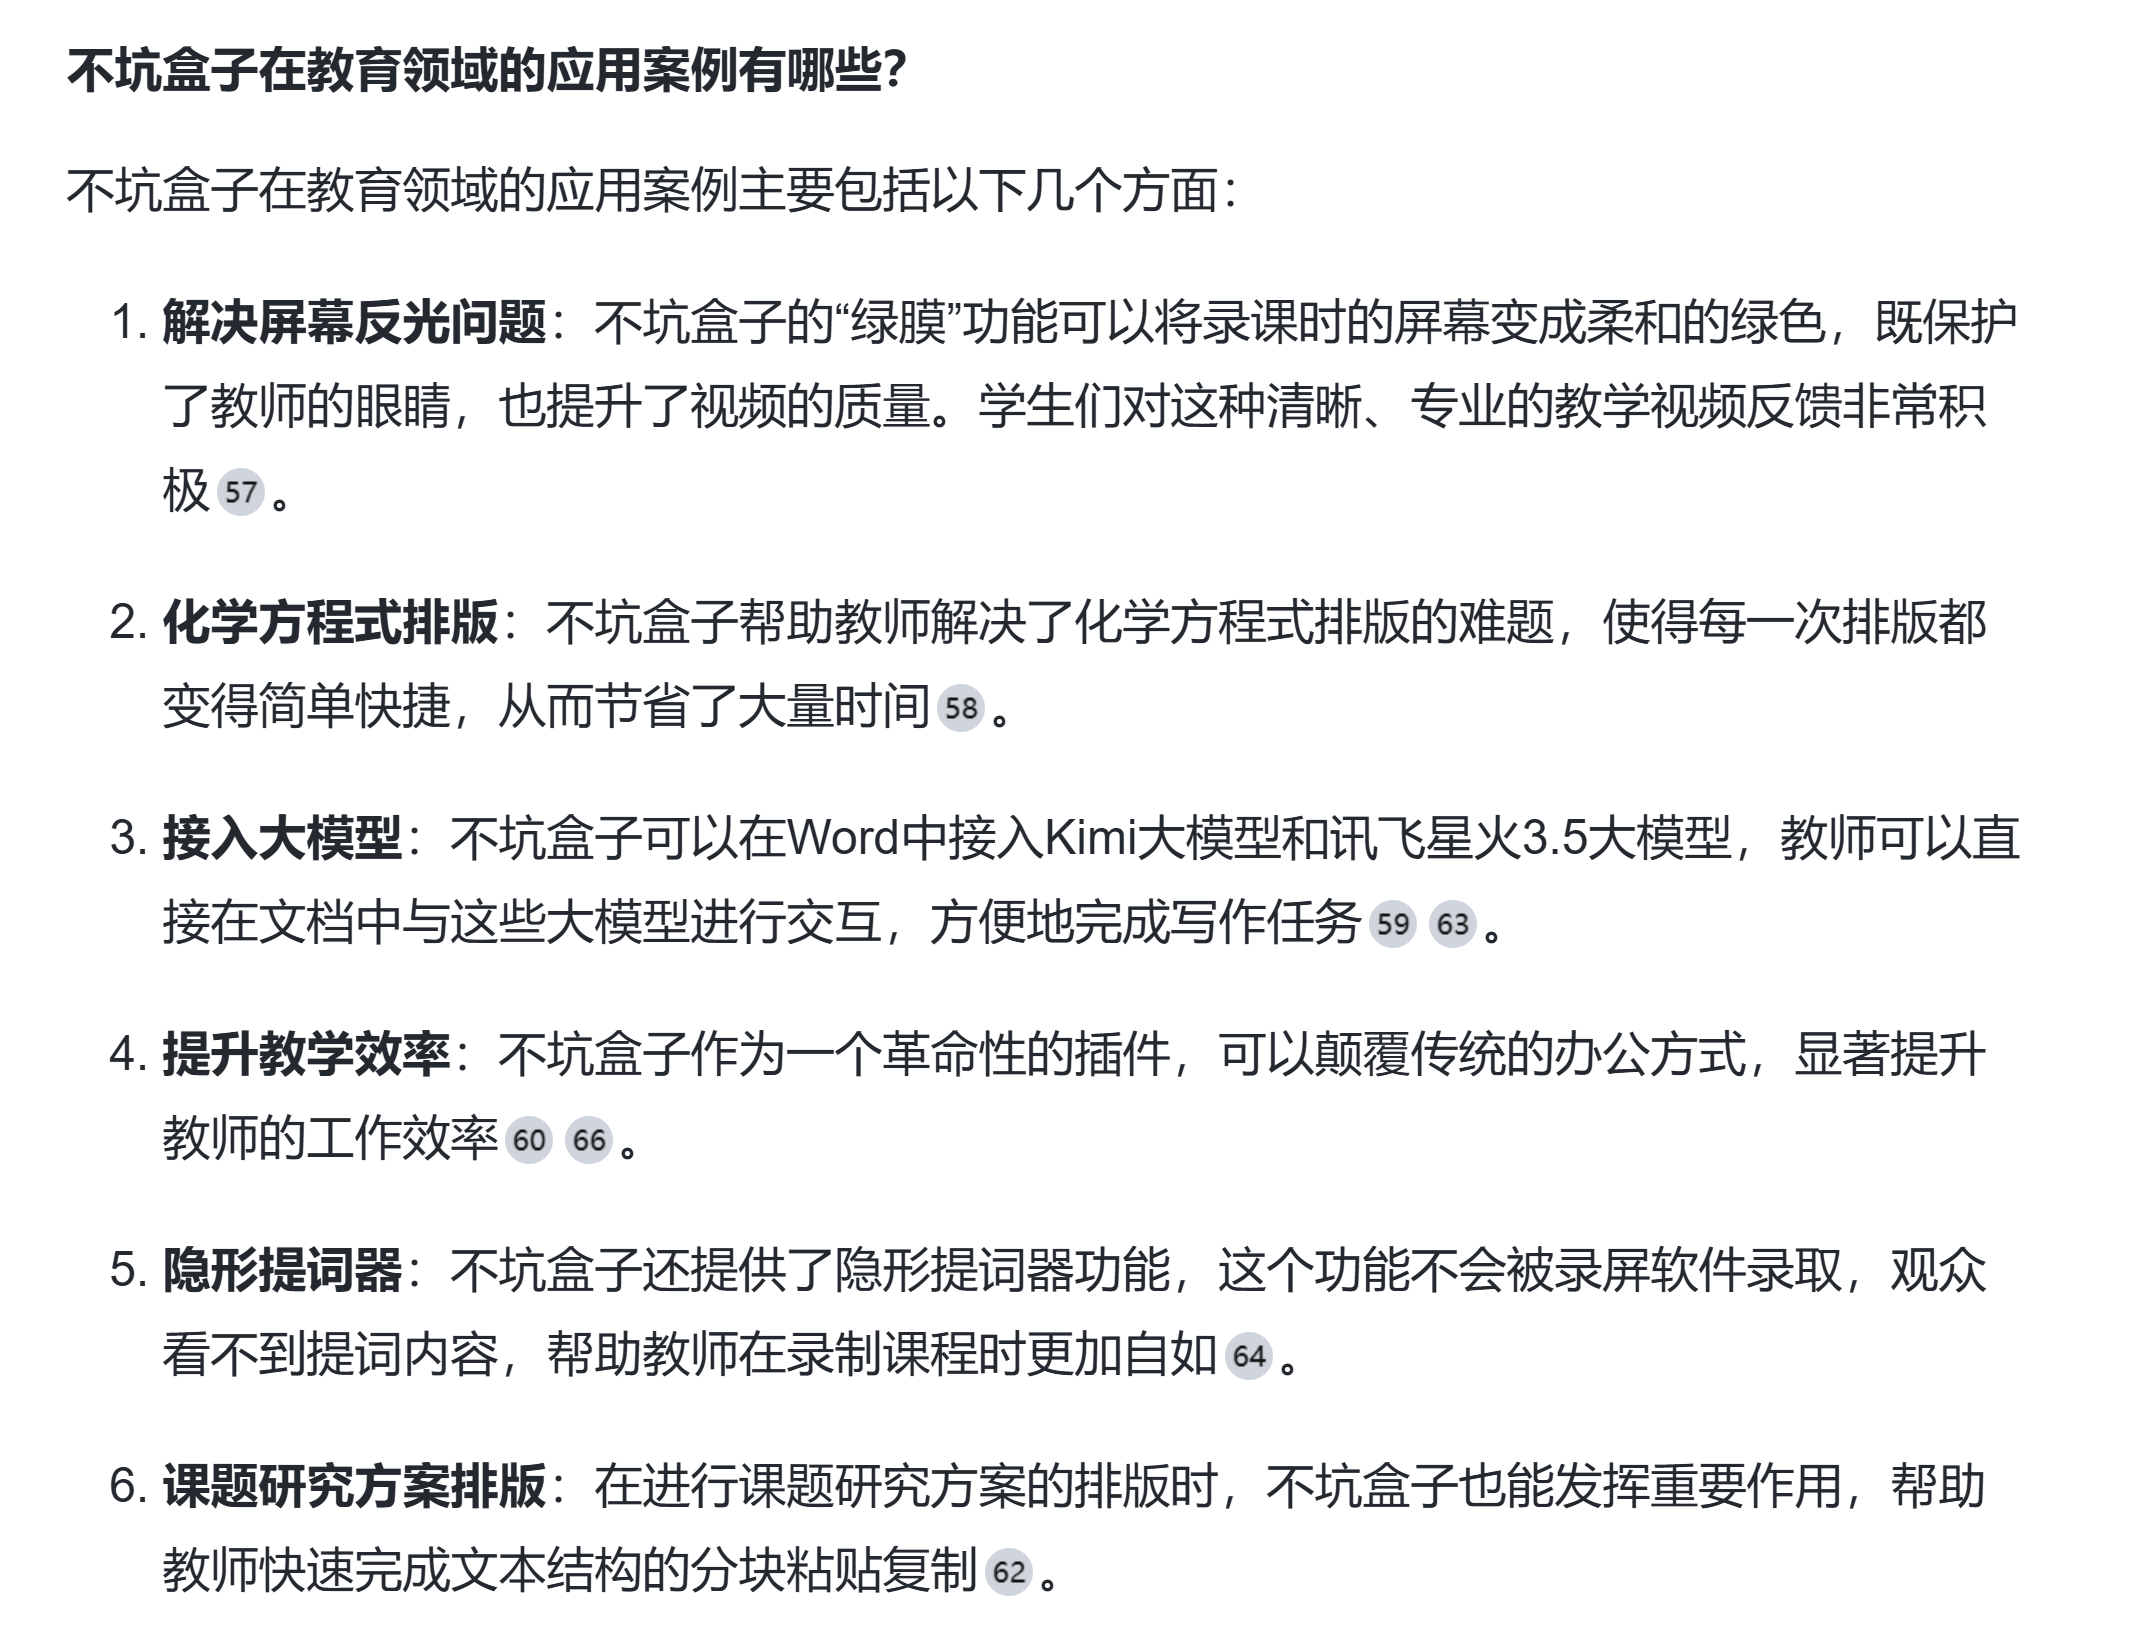 不坑盒子在教育领域的应用案例有哪些？
不坑盒子在教育领域的应用案例主要包括以下几个方面：
1. 解决屏幕反光问题：不坑盒子的“绿膜”功能可以将录课时的屏幕变成柔和的绿色，既保护
了教师的眼睛，也提升了视频的质量。学生们对这种清晰、专业的教学视频反馈非常积
极 57 。
2. 化学方程式排版：不坑盒子帮助教师解决了化学方程式排版的难题，使得每一次排版都
变得简单快捷，从而节省了大量时间 58 。
3. 接入大模型：不坑盒子可以在Word中接入Kimi大模型和讯飞星火3.5大模型，教师可以直
接在文档中与这些大模型进行交互，方便地完成写作任务 59 63 。
4. 提升教学效率：不坑盒子作为一个革命性的插件，可以颠覆传统的办公方式，显著提升
教师的工作效率 60 66 。
5. 隐形提词器：不坑盒子还提供了隐形提词器功能，这个功能不会被录屏软件录取，观众
看不到提词内容，帮助教师在录制课程时更加自如 64 。
6. 课题研究方案排版：在进行课题研究方案的排版时，不坑盒子也能发挥重要作用，帮助
教师快速完成文本结构的分块粘贴复制 62 。